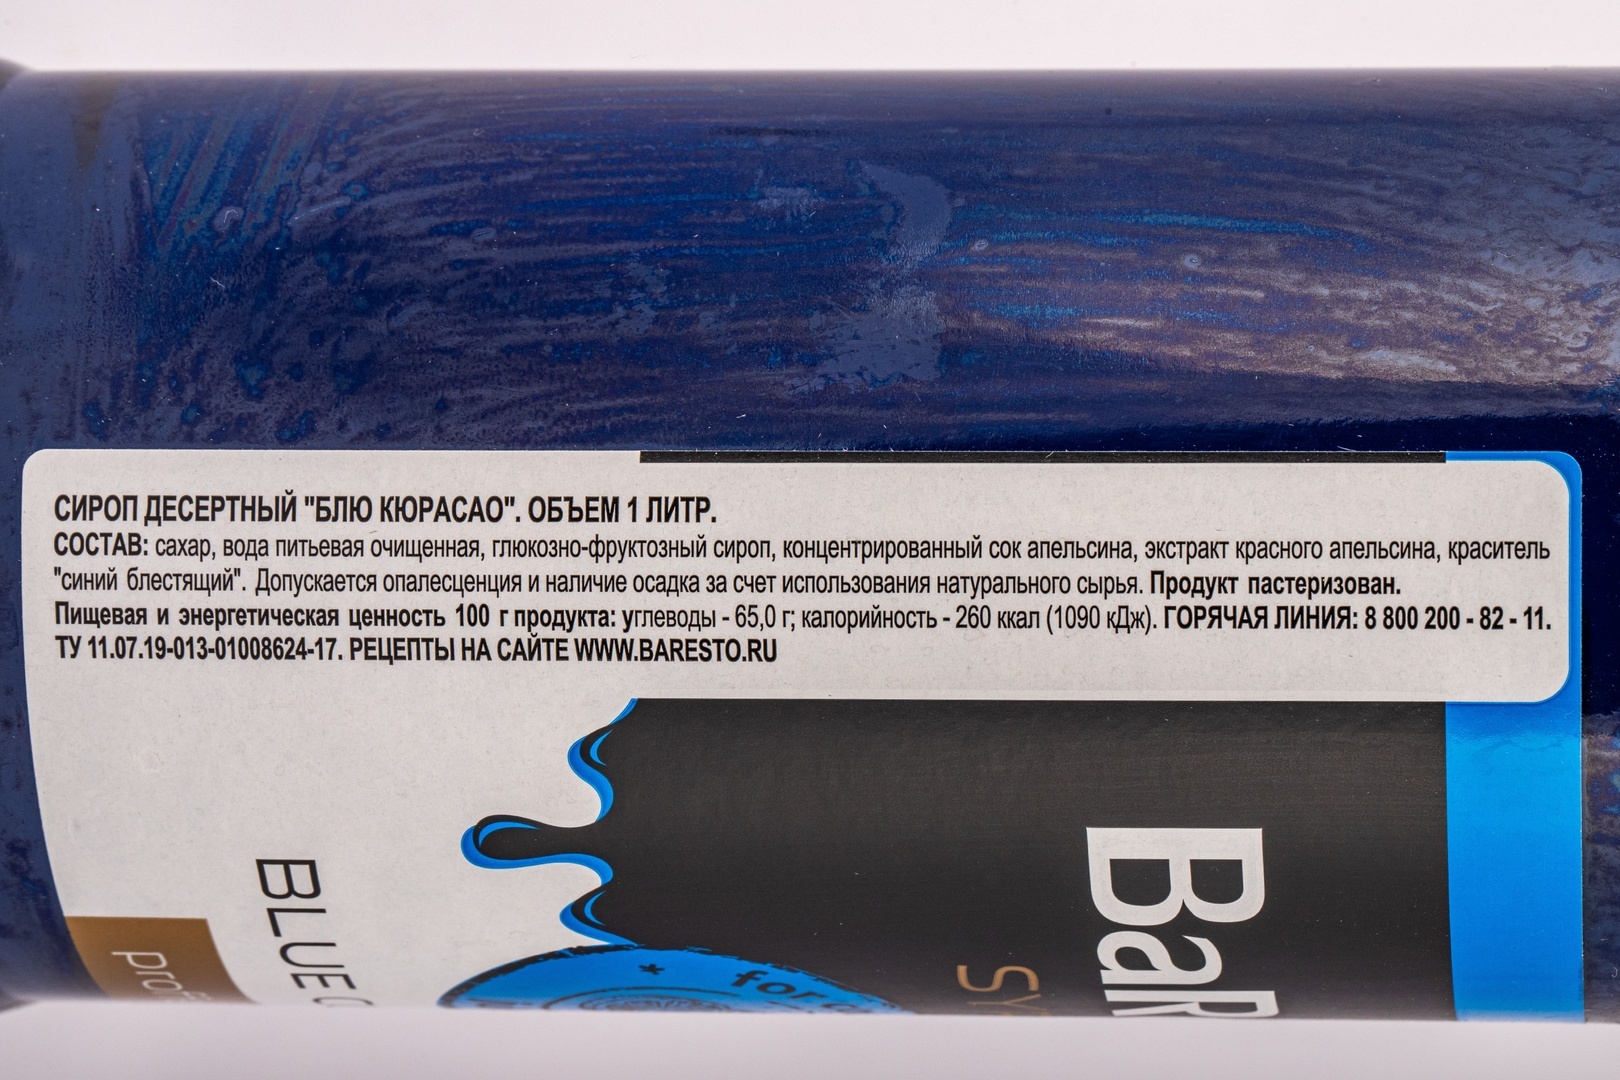 СИРОП ДЕСЕРТНЫЙ "БЛЮ КЮРАСАО". ОБЪЕМ 1 ЛИТР.
СОСТАВ: сахар, вода питьевая очищенная, глюкозно-фруктозный сироп, концентрированный сок апельсина, экстракт красного апельсина, краситель
"синий блестящий". Допускается опалесценция и наличие осадка за счет использования натурального сырья. Продукт пастеризован.
Пищевая и энергетическая ценность 100 г продукта: углеводы - 65,0 г; калорийность - 260 ккал (1090 кДж). ГОРЯЧАЯ ЛИНИЯ: 8 800 200 - 82 - 11.
ТУ 11.07.19-013-01008624-17. РЕЦЕПТЫ НА САЙТЕ WWW.BARESTO.RU
BaR
BLUE